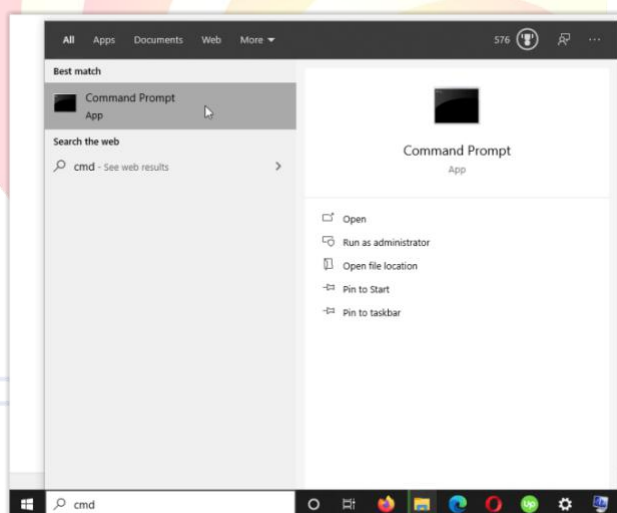 All Apps Documents Web More 576 ...
Best match
Command Prompt
App
Search the web
cmd - See web results
Command Prompt
App
Open
Run as administrator
Open file location
Pin to Start
Pin to taskbar
cmd
Up